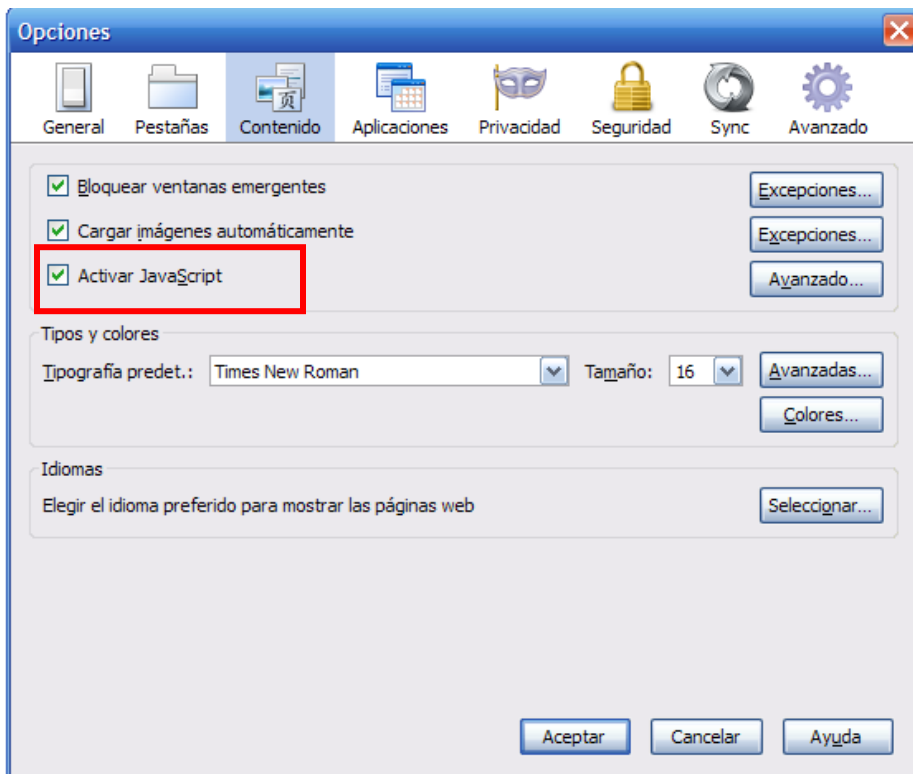 Opciones
General Pestañas Contenido Aplicaciones Privacidad Seguridad Sync Avanzado
Bloquear ventanas emergentes Excepciones...
Cargar imágenes automáticamente Excepciones...
Activar JavaScript Avanzado...
Tipos y colores
Tipografía predet.: Times New Roman Tamaño: 16 Avanzadas...
Colores...
Idiomas
Elegir el idioma preferido para mostrar las páginas web Seleccionar...
Aceptar Cancelar Ayuda